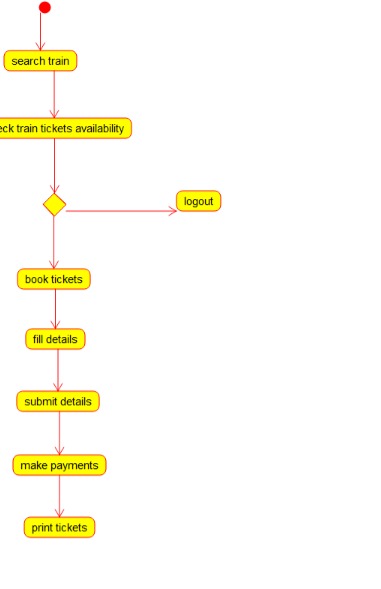 search train
eck train tickets availability
logout
book tickets
fill details
submit details
make payments
print tickets